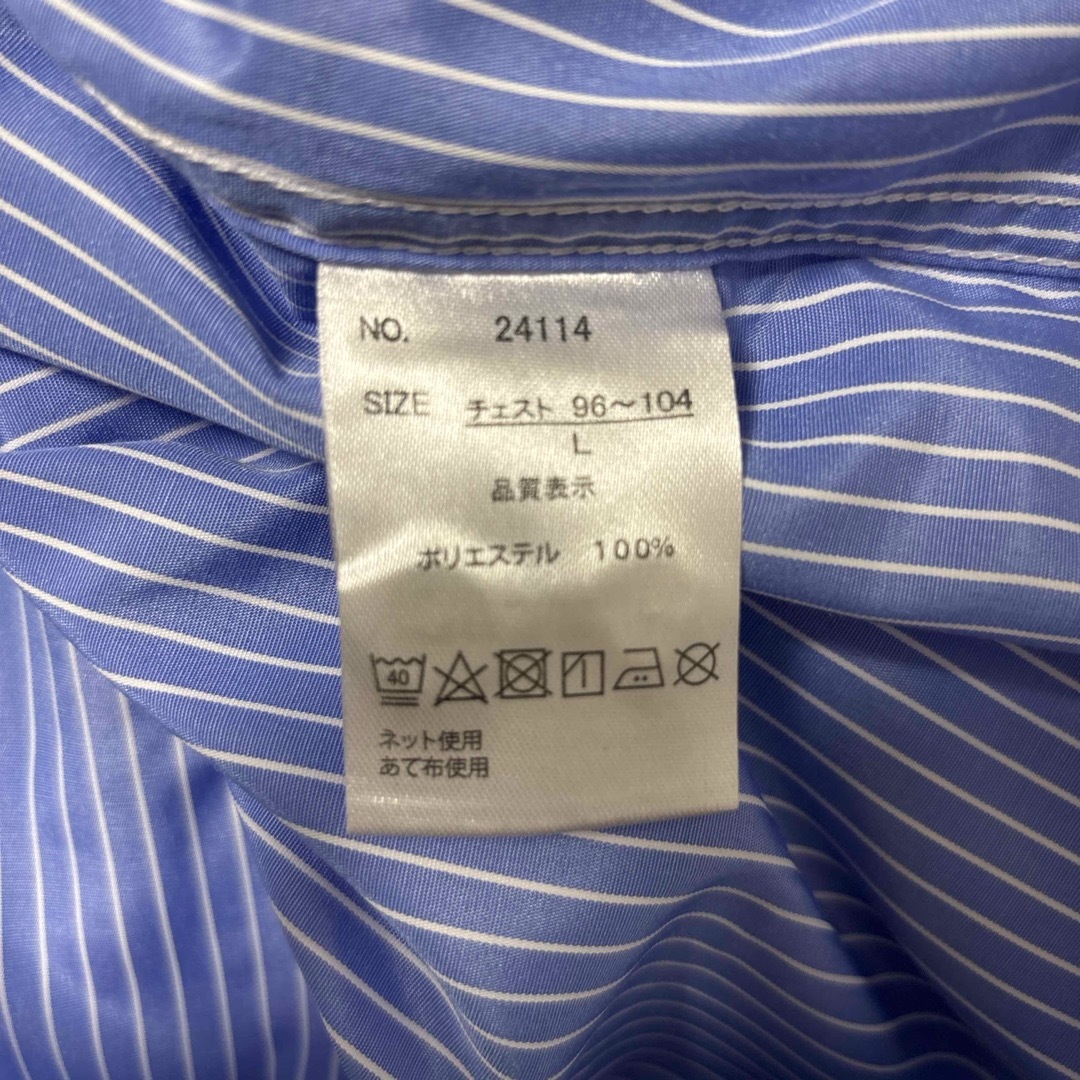 NO. 24114
SIZE チェスト 96～104
L
品質表示
ポリエステル 100%
40
ネット使用
あて布使用